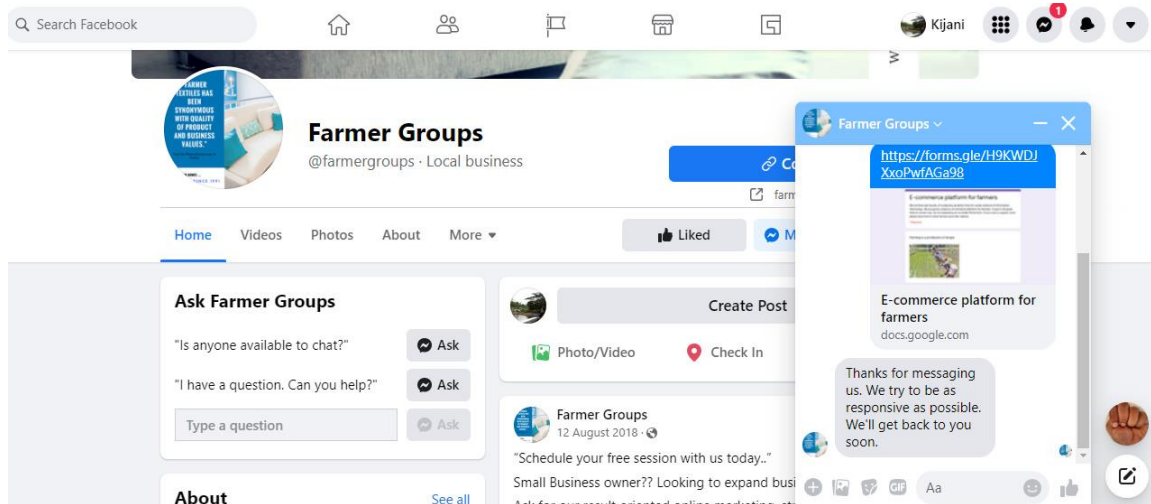 Search Facebook
Kijani
1
FARMER
TEXTILES HAS
BEEN
SYNONYMOUS
WITH QUALITY
OF PRODUCT
AND BUSINESS
VALUES."
W
Farmer Groups
@farmergroups · Local business
Co
farm
Home Videos Photos About More
Liked
M
Ask Farmer Groups
"Is anyone available to chat?"
Ask
"I have a question. Can you help?"
Ask
Type a question
Ask
About
See all
Create Post
Photo/Video
Check In
Farmer Groups
12 August 2018 ·
"Schedule your free session with us today.."
Small Business owner?? Looking to expand busi
Farmer Groups
https://forms.gle/H9KWDJ
XxoPwfAGa98
E-commerce platform for farmers
E-commerce platform for
farmers
docs.google.com
Thanks for messaging
us. We try to be as
responsive as possible.
We'll get back to you
soon.
GIF
Aa